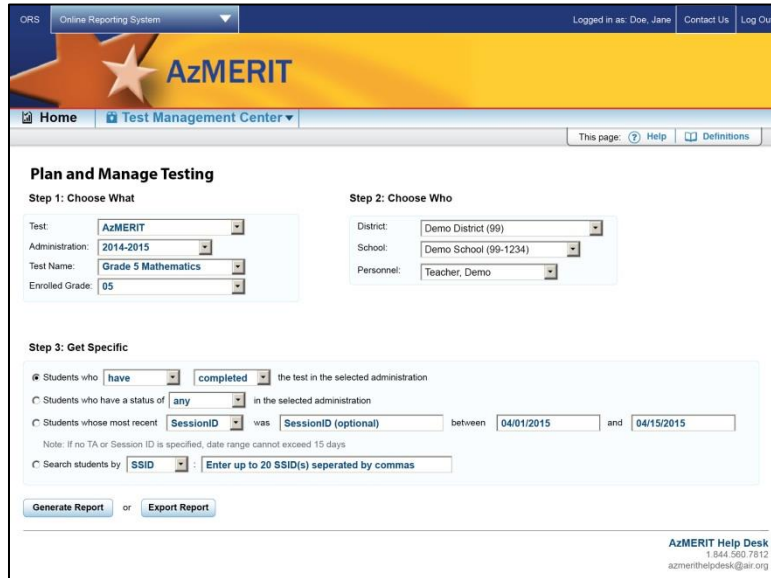 ORS Online Reporting System Logged in as: Doe, Jane Contact Us Log Ou
AzMERIT
Home Test Management Center
This page: ? Help Definitions
Plan and Manage Testing
Step 1: Choose What
Test: AzMERIT
Administration: 2014-2015
Test Name: Grade 5 Mathematics
Enrolled Grade: 05
Step 2: Choose Who
District: Demo District (99)
School: Demo School (99-1234)
Personnel: Teacher, Demo
Step 3: Get Specific
Students who have completed the test in the selected administration
Students who have a status of any in the selected administration
Students whose most recent SessionID was SessionID (optional) between 04/01/2015 and 04/15/2015
Note: If no TA or Session ID is specified, date range cannot exceed 15 days
Search students by SSID : Enter up to 20 SSID(s) seperated by commas
Generate Report or Export Report
AzMERIT Help Desk
1.844.560.7812
azmerithelpdesk@air.org